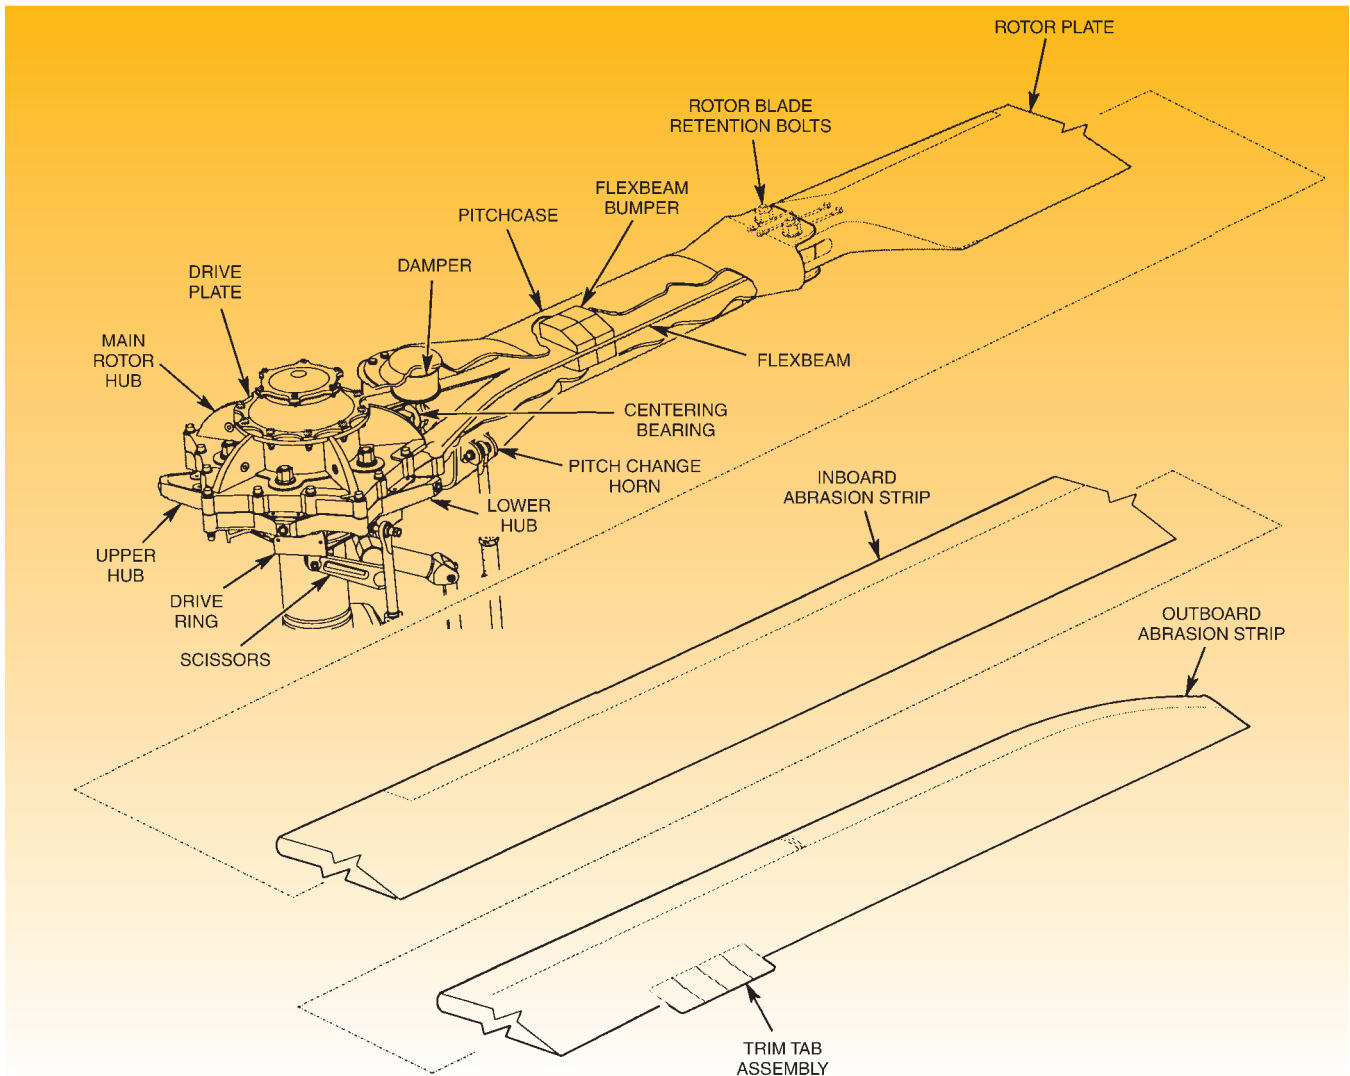 ROTOR PLATE
ROTOR BLADE
RETENTION BOLTS
FLEXBEAM
BUMPER
PITCHCASE
DAMPER
DRIVE
PLATE
MAIN
ROTOR
HUB
FLEXBEAM
CENTERING
BEARING
PITCH CHANGE
HORN
LOWER
HUB
UPPER
HUB
DRIVE
RING
SCISSORS
INBOARD
ABRASION STRIP
OUTBOARD
ABRASION STRIP
TRIM TAB
ASSEMBLY